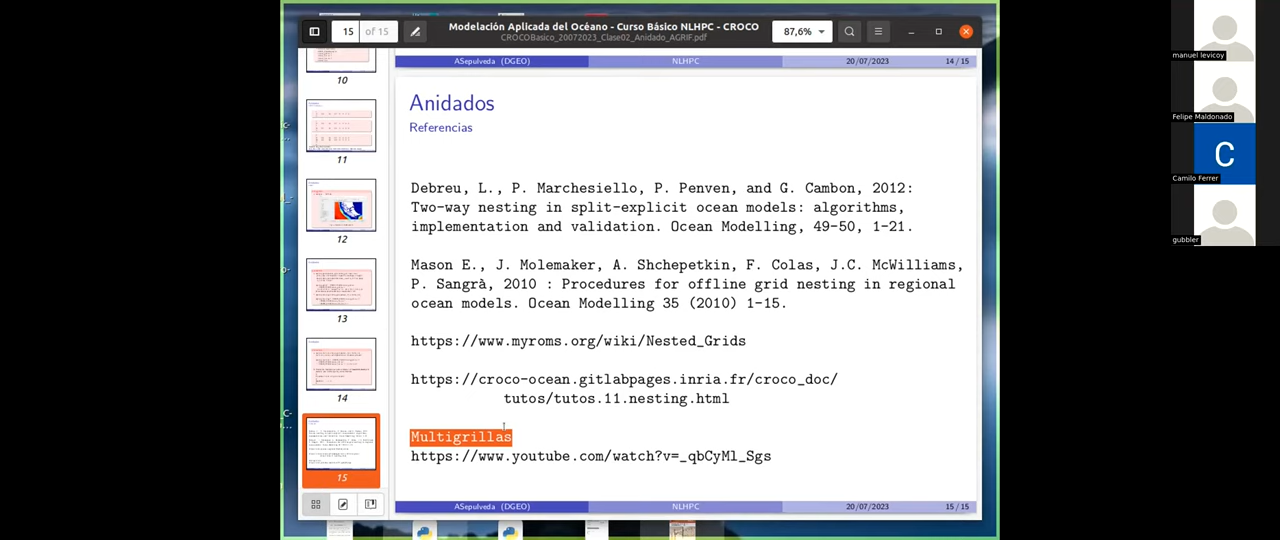 15 of 15
Modelación Aplicada del Océano - Curso Básico NLHPC - CROCO
CROCOBasico_20072023_Clase02_Anidado_AGRIF.pdf
87,6%
ASepulveda (DGEO) NLHPC 20/07/2023 14 / 15
10
11
12
13
14
15
Anidados
Referencias
Debreu, L., P. Marchesiello, P. Penven, and G. Cambon, 2012:
Two-way nesting in split-explicit ocean models: algorithms,
implementation and validation. Ocean Modelling, 49-50, 1-21.
Mason E., J. Molemaker, A. Shchepetkin, F. Colas, J.C. McWilliams,
P. Sangrà, 2010 : Procedures for offline grid nesting in regional
ocean models. Ocean Modelling 35 (2010) 1-15.
https://www.myroms.org/wiki/Nested_Grids
https://croco-ocean.gitlabpages.inria.fr/croco_doc/
tutos/tutos.11.nesting.html
Multigrillas
https://www.youtube.com/watch?v=_qbCyMl_Sgs
ASepulveda (DGEO) NLHPC 20/07/2023 15 / 15
manuel levicoy
Felipe Maldonado
C
Camilo Ferrer
gubbler